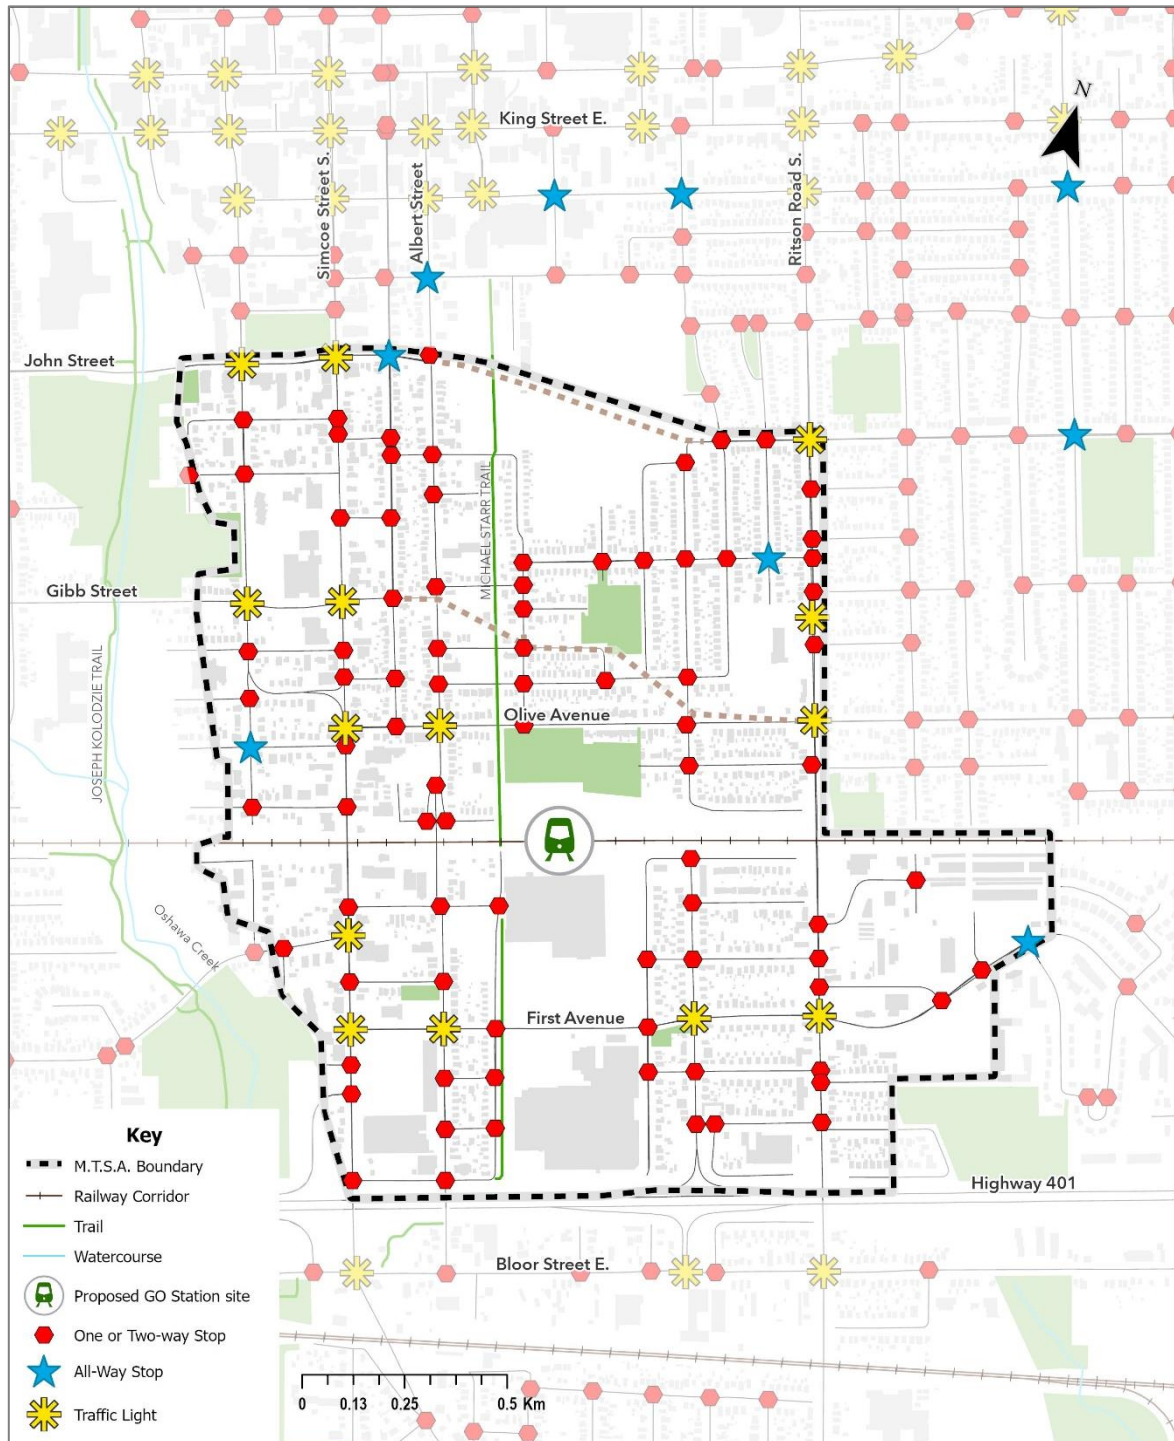 N
King Street E.
Simcoe Street S.
Albert Street
Ritson Road S.
John Street
MICHAEL STARR TRAIL
Gibb Street
JOSEPH KOLODZIE TRAIL
Olive Avenue
Oshawa Creek
First Avenue
Highway 401
Bloor Street E.
Key
M.T.S.A. Boundary
Railway Corridor
Trail
Watercourse
Proposed GO Station site
One or Two-way Stop
All-Way Stop
Traffic Light
0 0.13 0.25 0.5 Km